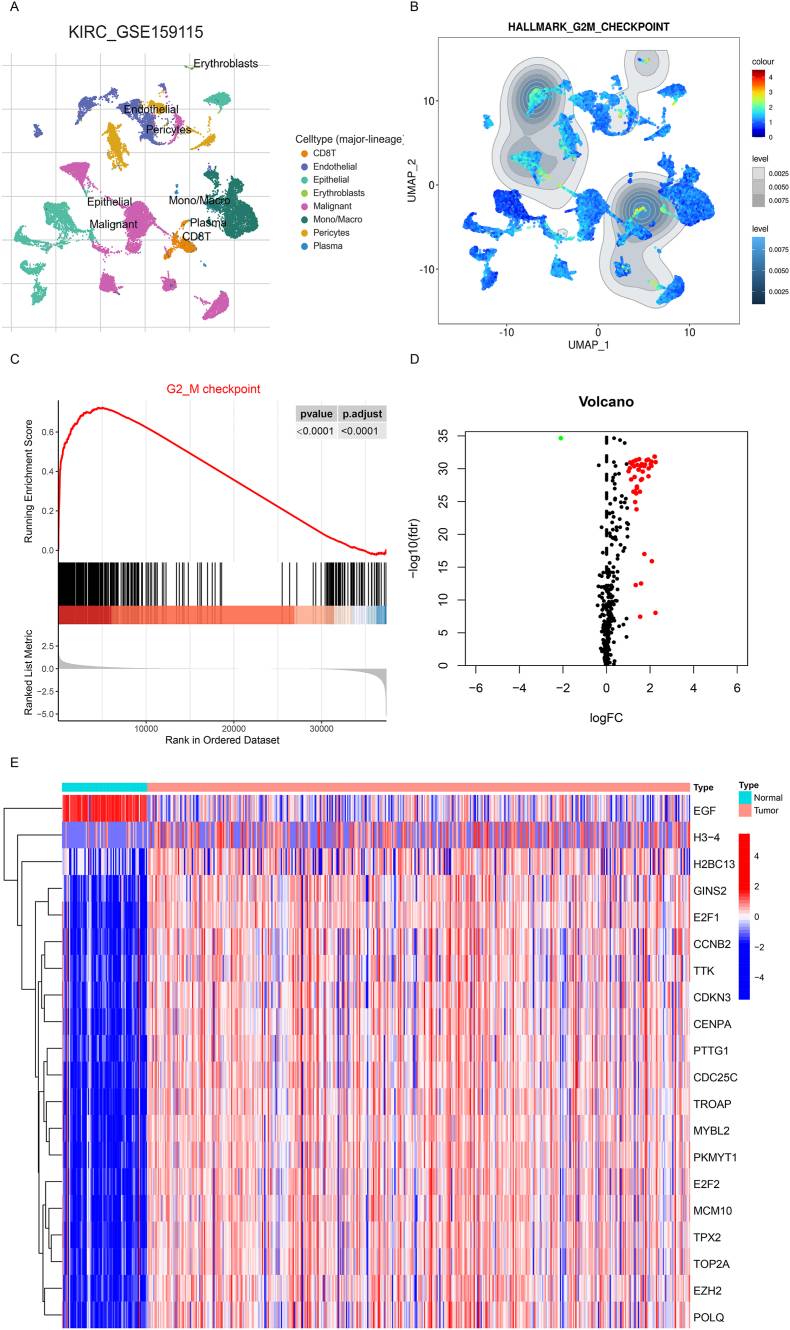 A
KIRC_GSE159115
Erythroblasts
Endothelial
Pericytes
Epithelial
Malignant
Mono/Macro
Plasma
CD8T
Celltype (major-lineage)
CD8T
Endothelial
Epithelial
Erythroblasts
Malignant
Mono/Macro
Pericytes
Plasma
B
HALLMARK_G2M_CHECKPOINT
UMAP_2
10
0
-10
-10
0
10
UMAP_1
colour
4
3
2
1
0
level
0.0025
0.0050
0.0075
level
0.0075
0.0050
0.0025
C
G2_M checkpoint
pvalue p.adjust
<0.0001 <0.0001
Running Enrichment Score
0.6
0.4
0.2
0.0
Ranked List Metric
2.5
0.0
−2.5
−5.0
10000 20000 30000
Rank in Ordered Dataset
D
Volcano
−log10(fdr)
35
30
25
20
15
10
5
0
−6 −4 −2 0 2 4 6
logFC
E
Type
EGF
H3−4
H2BC13
GINS2
E2F1
CCNB2
TTK
CDKN3
CENPA
PTTG1
CDC25C
TROAP
MYBL2
PKMYT1
E2F2
MCM10
TPX2
TOP2A
EZH2
POLQ
Type
Normal
Tumor
4
2
0
−2
−4